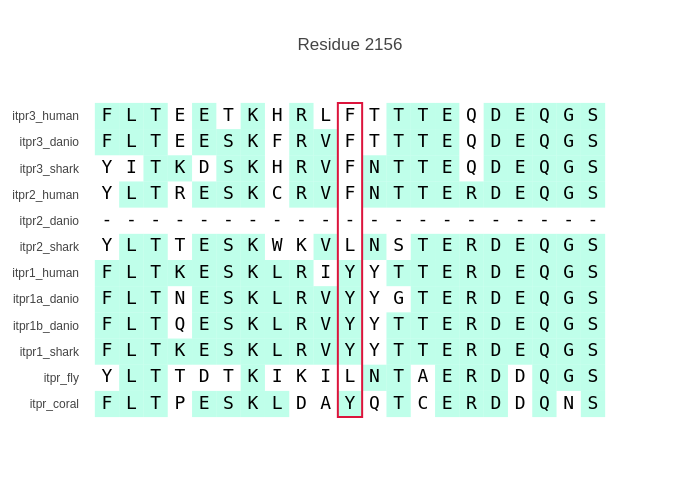 Residue 2156
itpr3_human F L T E E T K H R L F T T T E Q D E Q G S
itpr3_danio F L T E E S K F R V F T T T E Q D E Q G S
itpr3_shark Y I T K D S K H R V F N T T E Q D E Q G S
itpr2_human Y L T R E S K C R V F N T T E R D E Q G S
itpr2_danio - - - - - - - - - - - - - - - - - - - - -
itpr2_shark Y L T T E S K W K V L N S T E R D E Q G S
itpr1_human F L T K E S K L R I Y Y T T E R D E Q G S
itpr1a_danio F L T N E S K L R V Y Y G T E R D E Q G S
itpr1b_danio F L T Q E S K L R V Y Y T T E R D E Q G S
itpr1_shark F L T K E S K L R V Y Y T T E R D E Q G S
itpr_fly Y L T T D T K I K I L N T A E R D D Q G S
itpr_coral F L T P E S K L D A Y Q T C E R D D Q N S